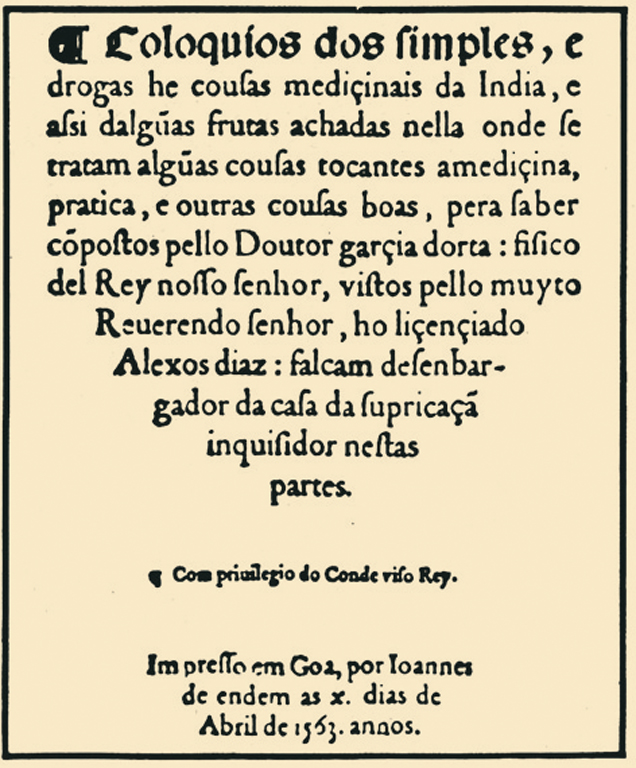 ¶ Coloquios dos ſimples, e
drogas he couſas mediçinais da India, e
aſsi dalgũas frutas achadas nella onde ſe
tratam algũas couſas tocantes amediçina,
pratica, e outras couſas boas, pera ſaber
cõpoſtos pello Doutor garçia dorta : fiſico
del Rey noſſo ſenhor, viſtos pello muyto
Reuerendo ſenhor, ho liçençiado
Alexos diaz : falcam deſenbar-
gador da caſa da ſupricaçã
inquiſidor neſtas
partes.
¶ Com priuilegio do Conde viſo Rey.
Impreſſo em Goa, por Ioannes
de endem as x. dias de
Abril de 1563. annos.